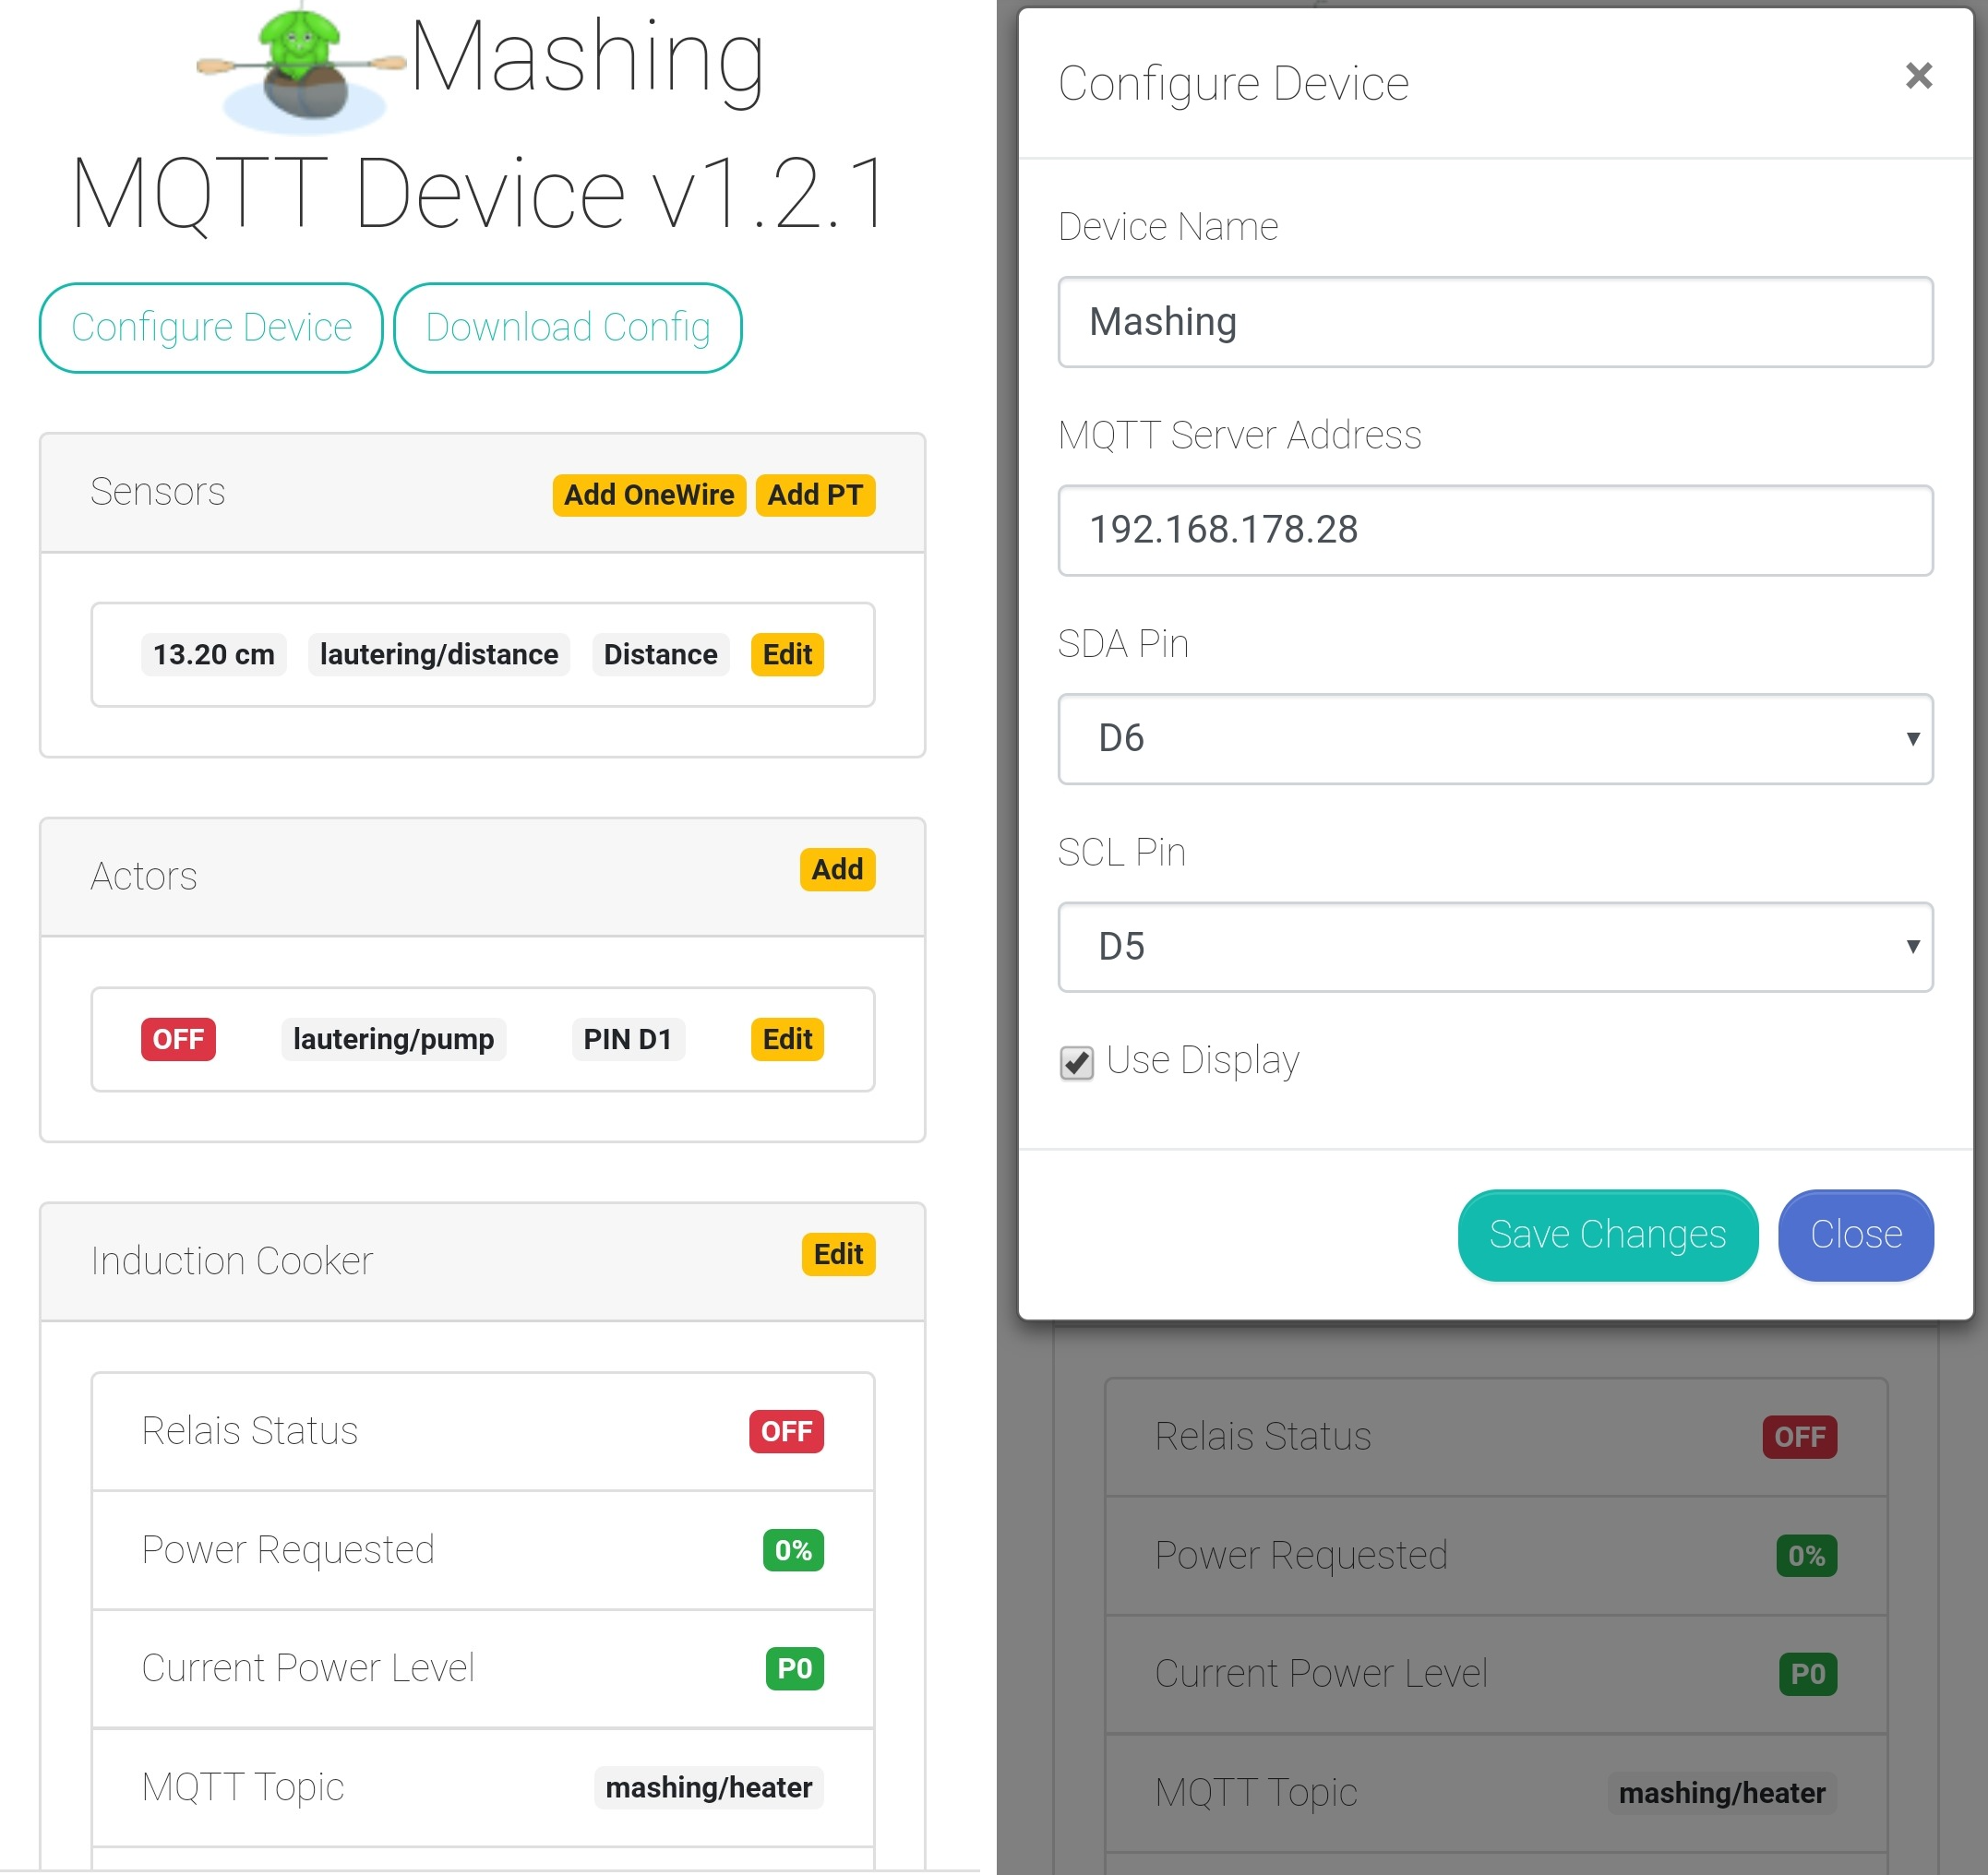 Mashing
MQTT Device v1.2.1
Configure Device Download Config
Sensors Add OneWire Add PT
13.20 cm lautering/distance Distance Edit
Actors Add
OFF lautering/pump PIN D1 Edit
Induction Cooker Edit
Relais Status OFF
Power Requested 0%
Current Power Level P0
MQTT Topic mashing/heater
Configure Device ×
Device Name
Mashing
MQTT Server Address
192.168.178.28
SDA Pin
D6
SCL Pin
D5
Use Display
Save Changes Close
Relais Status OFF
Power Requested 0%
Current Power Level P0
MQTT Topic mashing/heater